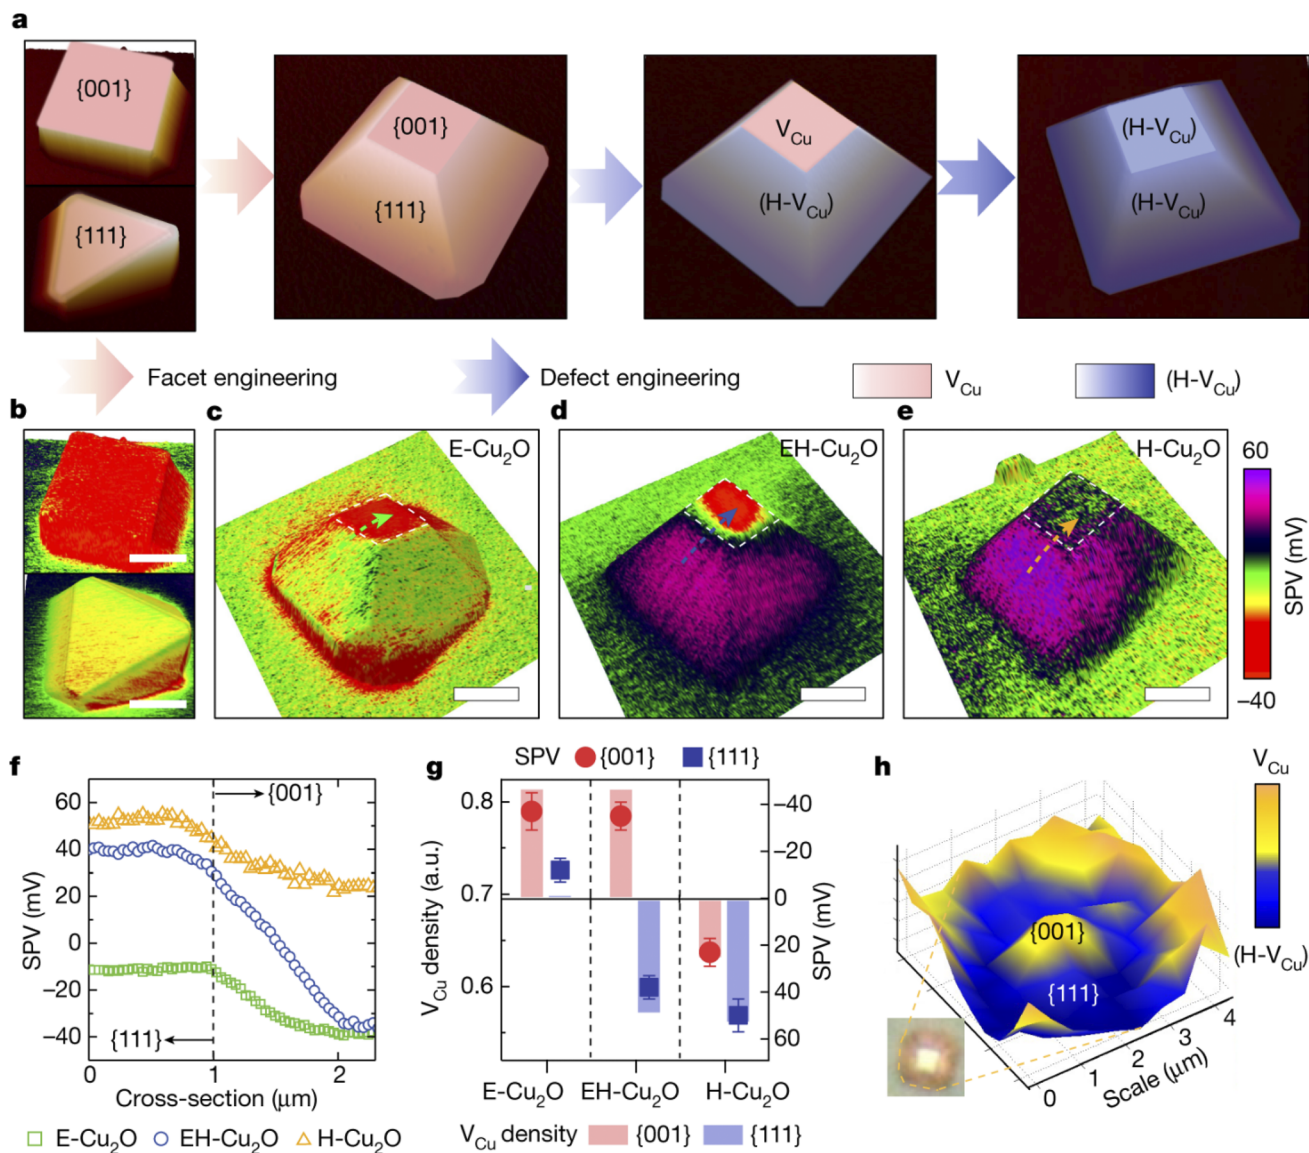 a
{001}
{111}
{001}
{111}
V_Cu
(H-V_Cu)
(H-V_Cu)
(H-V_Cu)
Facet engineering
Defect engineering
V_Cu
(H-V_Cu)
b
c
E-Cu₂O
d
EH-Cu₂O
e
H-Cu₂O
60
SPV (mV)
−40
f
SPV (mV)
60
40
20
0
−20
−40
{001}
{111}
0 1 2
Cross-section (μm)
E-Cu₂O EH-Cu₂O H-Cu₂O
g
SPV {001} {111}
V_Cu density (a.u.)
0.8
0.7
0.6
−40
−20
0
20
40
60
SPV (mV)
E-Cu₂O EH-Cu₂O H-Cu₂O
V_Cu density {001} {111}
h
V_Cu
(H-V_Cu)
{001}
{111}
0 1 2 3 4
Scale (μm)